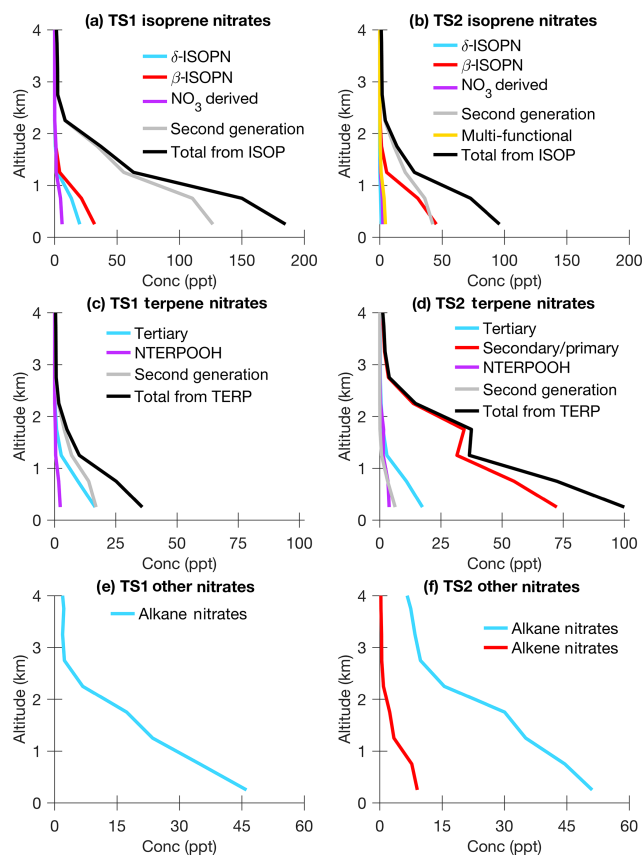 (a) TS1 isoprene nitrates
4
3
2
1
0
Altitude (km)
δ-ISOPN
β-ISOPN
NO3 derived
Second generation
Total from ISOP
0 50 100 150 200
Conc (ppt)
(b) TS2 isoprene nitrates
4
3
2
1
0
Altitude (km)
δ-ISOPN
β-ISOPN
NO3 derived
Second generation
Multi-functional
Total from ISOP
0 50 100 150 200
Conc (ppt)
(c) TS1 terpene nitrates
4
3
2
1
0
Altitude (km)
Tertiary
NTERPOOH
Second generation
Total from TERP
0 25 50 75 100
Conc (ppt)
(d) TS2 terpene nitrates
4
3
2
1
0
Altitude (km)
Tertiary
Secondary/primary
NTERPOOH
Second generation
Total from TERP
0 25 50 75 100
Conc (ppt)
(e) TS1 other nitrates
4
3
2
1
0
Altitude (km)
Alkane nitrates
0 15 30 45 60
Conc (ppt)
(f) TS2 other nitrates
4
3
2
1
0
Altitude (km)
Alkane nitrates
Alkene nitrates
0 15 30 45 60
Conc (ppt)